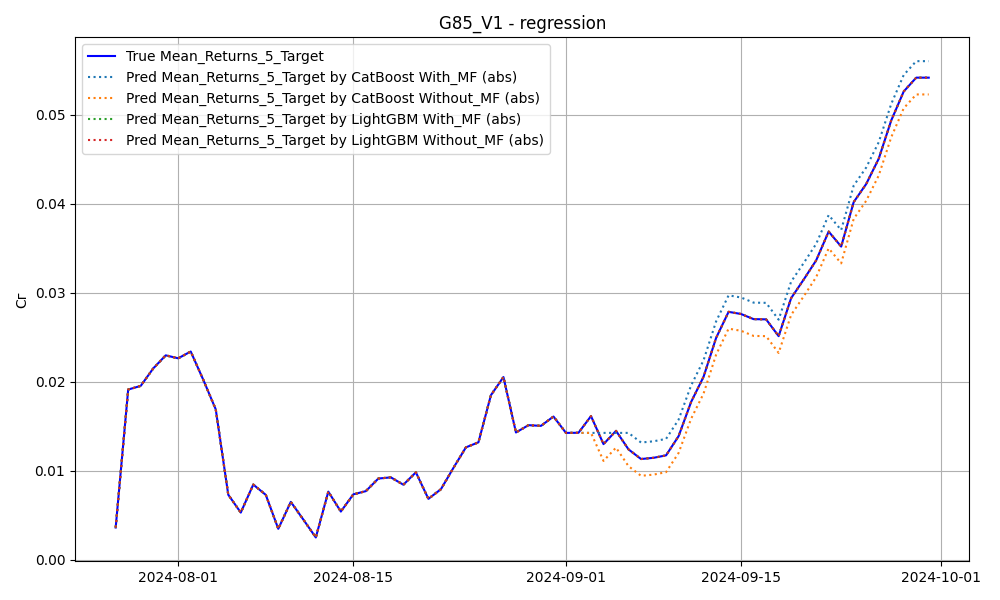 G85_V1 - regression
True Mean_Returns_5_Target
Pred Mean_Returns_5_Target by CatBoost With_MF (abs)
Pred Mean_Returns_5_Target by CatBoost Without_MF (abs)
Pred Mean_Returns_5_Target by LightGBM With_MF (abs)
Pred Mean_Returns_5_Target by LightGBM Without_MF (abs)
Cr
0.05
0.04
0.03
0.02
0.01
0.00
2024-08-01
2024-08-15
2024-09-01
2024-09-15
2024-10-01